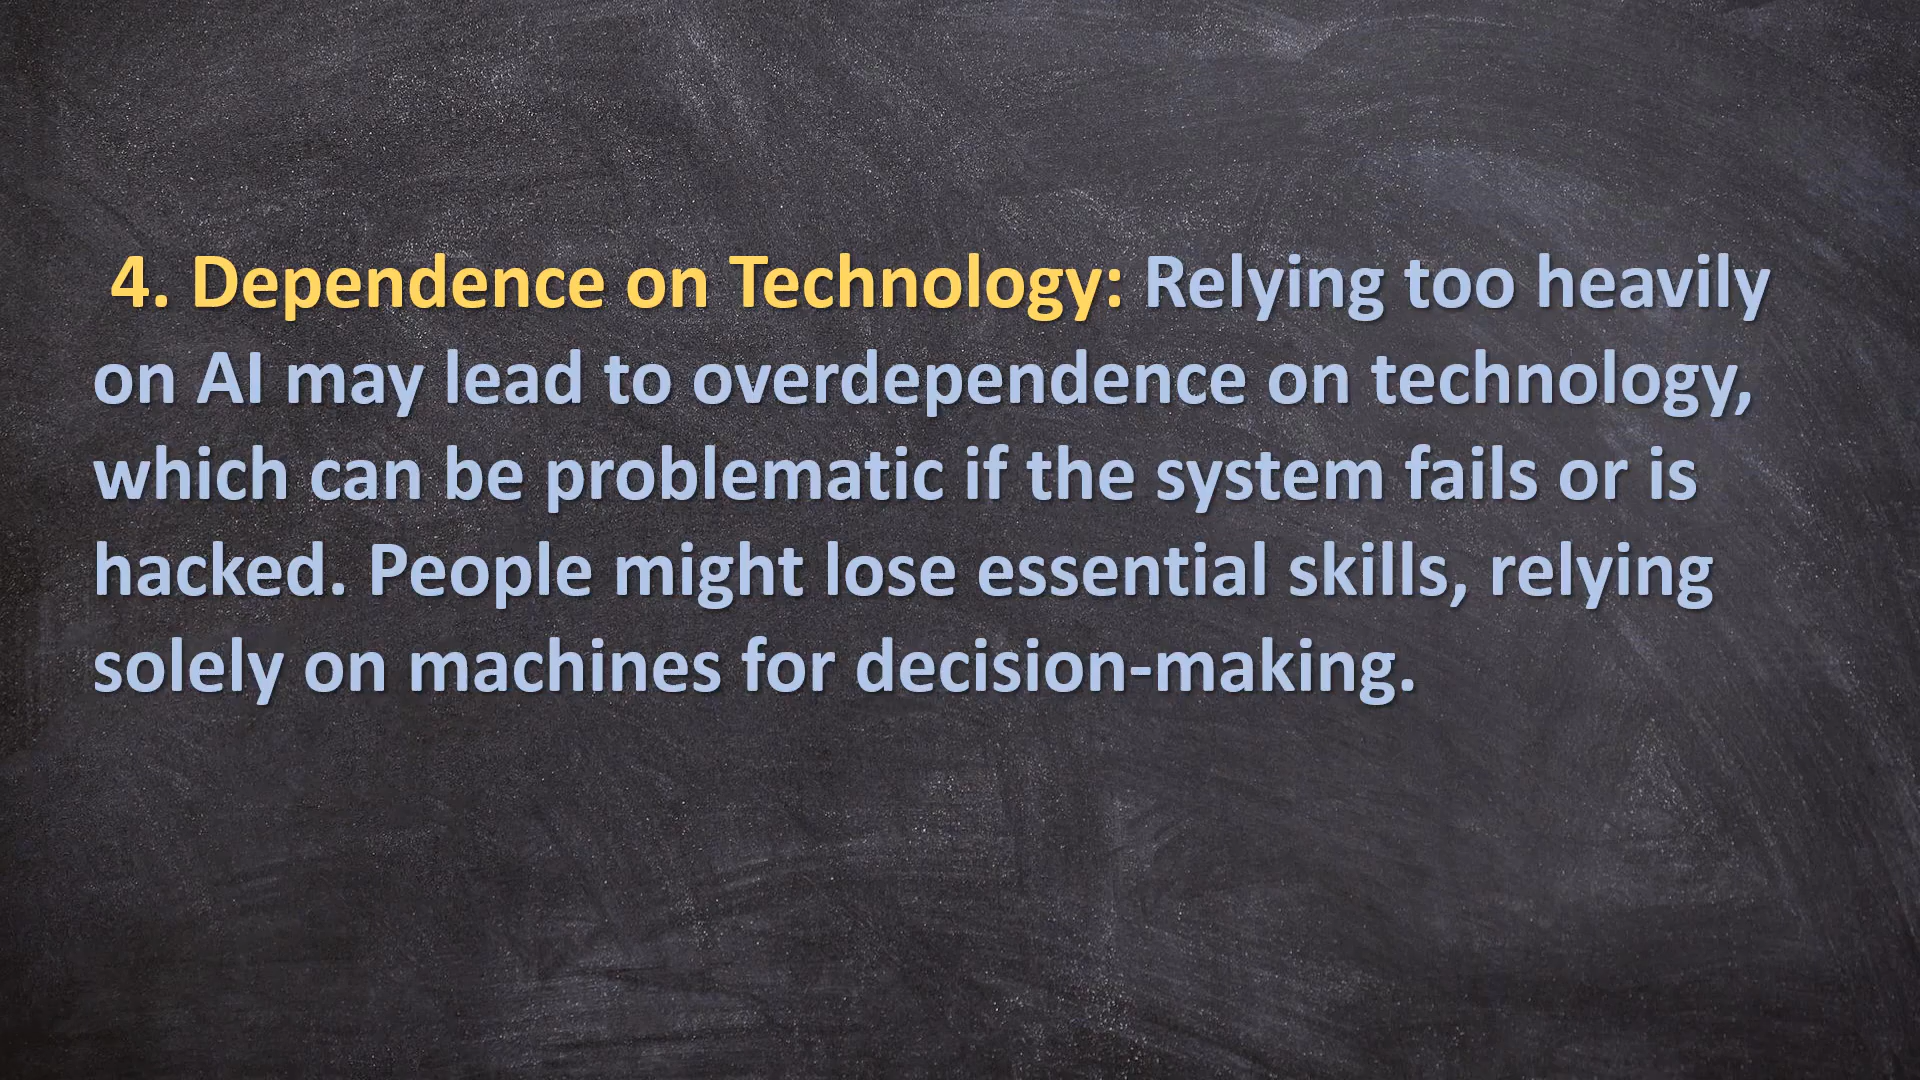 4. Dependence on Technology: Relying too heavily
on AI may lead to overdependence on technology,
which can be problematic if the system fails or is
hacked. People might lose essential skills, relying
solely on machines for decision-making.